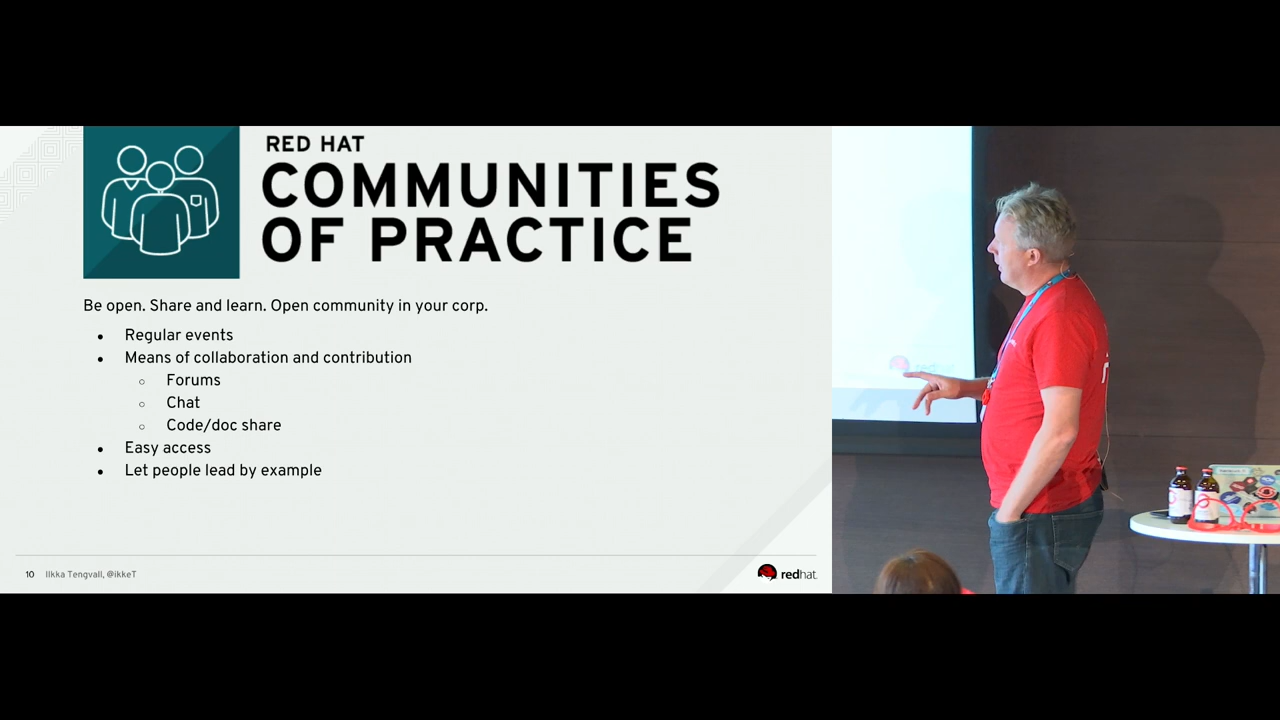 RED HAT
COMMUNITIES
OF PRACTICE
Be open. Share and learn. Open community in your corp.
● Regular events
● Means of collaboration and contribution
○ Forums
○ Chat
○ Code/doc share
● Easy access
● Let people lead by example
10 Ilkka Tengvall, @ikkeT
redhat.
redhat